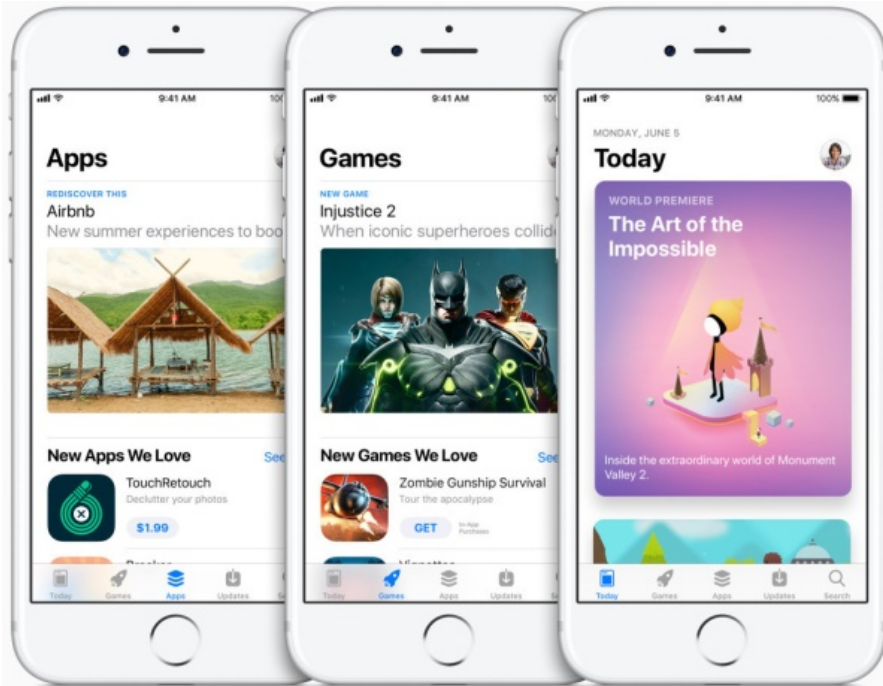 9:41 AM
Apps
REDISCOVER THIS
Airbnb
New summer experiences to boo
New Apps We Love
See
TouchRetouch
Declutter your photos
$1.99
Today
Games
Apps
Updates
9:41 AM
Games
NEW GAME
Injustice 2
When iconic superheroes collid
New Games We Love
See
Zombie Gunship Survival
Tour the apocalypse
GET
In-App
Purchases
Today
Games
Apps
Updates
9:41 AM
100%
MONDAY, JUNE 5
Today
WORLD PREMIERE
The Art of the
Impossible
Inside the extraordinary world of Monument
Valley 2.
Today
Games
Apps
Updates
Search